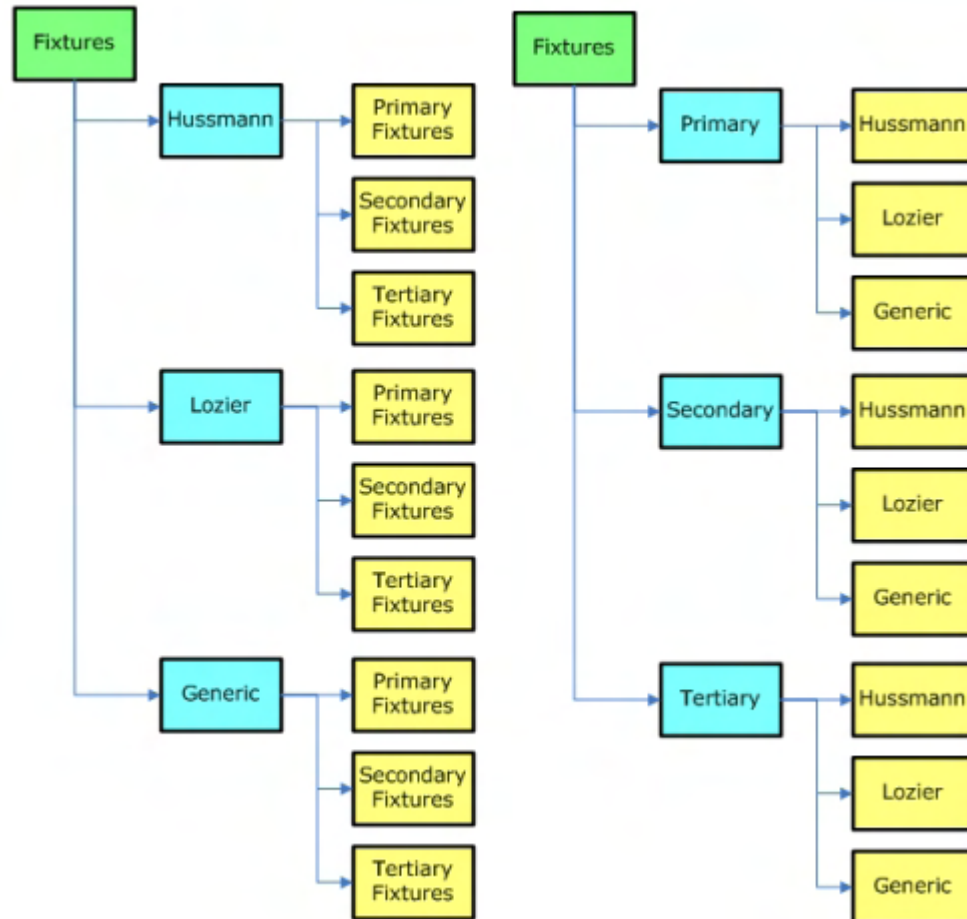 Fixtures
Hussmann
Primary
Fixtures
Secondary
Fixtures
Tertiary
Fixtures
Lozier
Primary
Fixtures
Secondary
Fixtures
Tertiary
Fixtures
Generic
Primary
Fixtures
Secondary
Fixtures
Tertiary
Fixtures
Fixtures
Primary
Hussmann
Lozier
Generic
Secondary
Hussmann
Lozier
Generic
Tertiary
Hussmann
Lozier
Generic